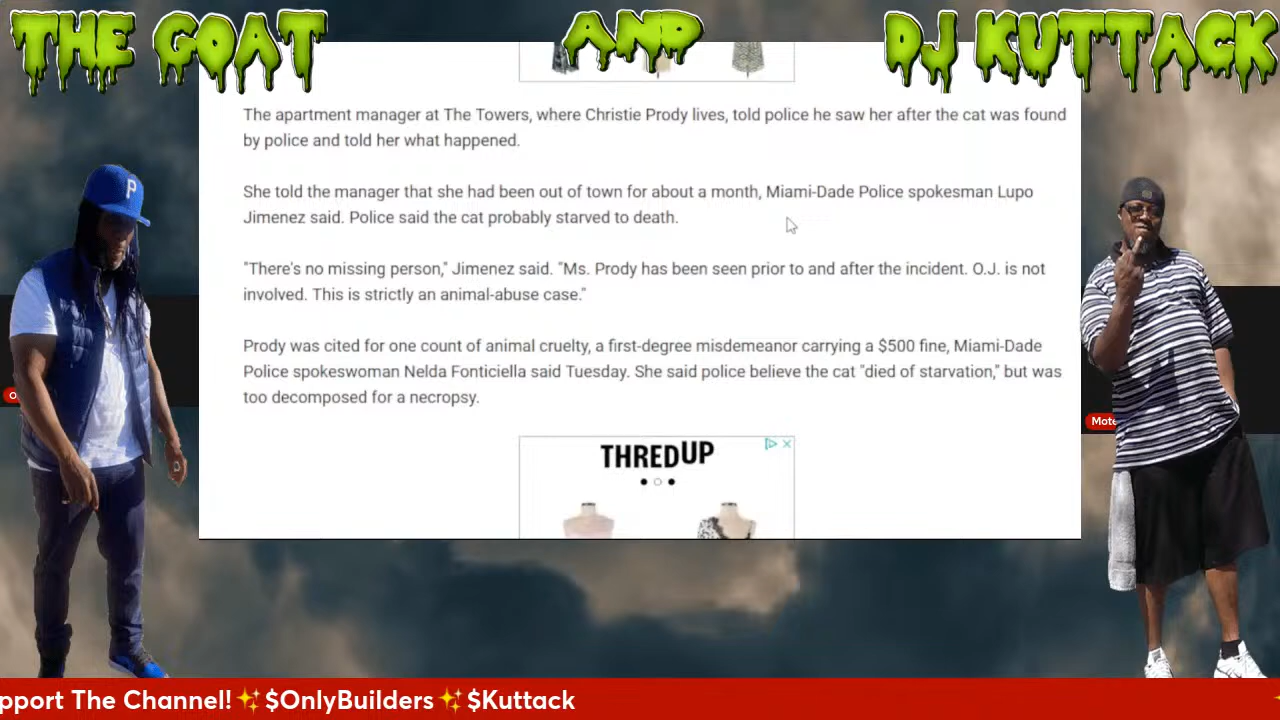 THE GOAT AND DJ KUTTACK
The apartment manager at The Towers, where Christie Prody lives, told police he saw her after the cat was found
by police and told her what happened.
She told the manager that she had been out of town for about a month, Miami-Dade Police spokesman Lupo
Jimenez said. Police said the cat probably starved to death.
"There's no missing person," Jimenez said. "Ms. Prody has been seen prior to and after the incident. O.J. is not
involved. This is strictly an animal-abuse case."
Prody was cited for one count of animal cruelty, a first-degree misdemeanor carrying a $500 fine, Miami-Dade
Police spokeswoman Nelda Fonticiella said Tuesday. She said police believe the cat "died of starvation," but was
too decomposed for a necropsy.
THREDUP
P
Mote
pport The Channel!✨$OnlyBuilders✨$Kuttack